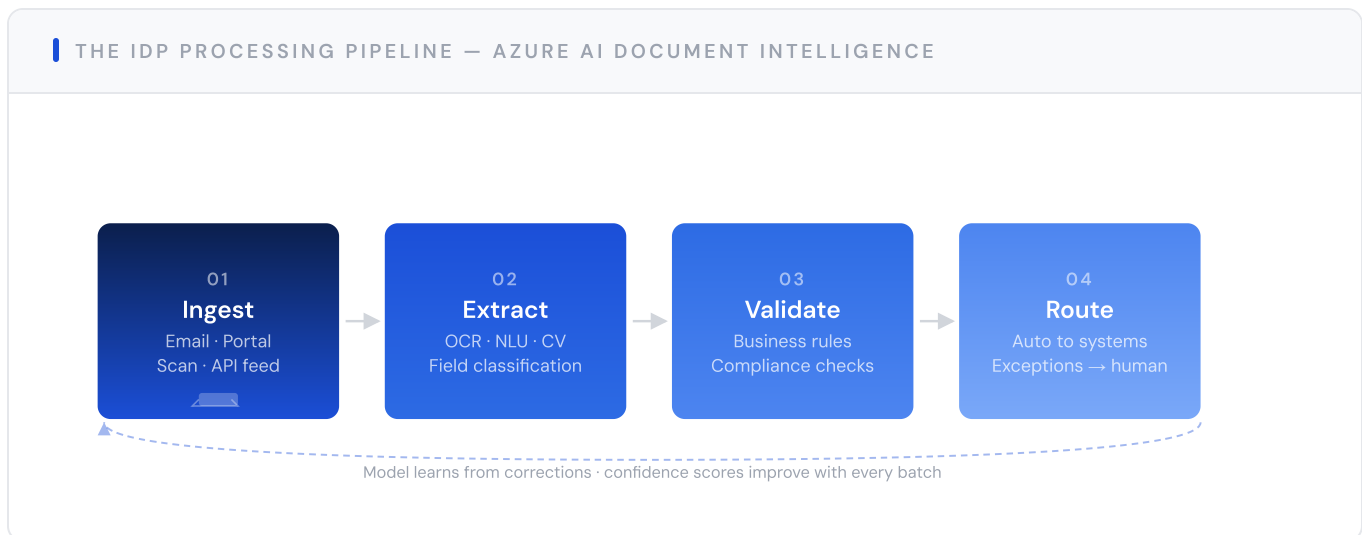 THE IDP PROCESSING PIPELINE — AZURE AI DOCUMENT INTELLIGENCE
01
Ingest
Email · Portal
Scan · API feed
02
Extract
OCR · NLU · CV
Field classification
03
Validate
Business rules
Compliance checks
04
Route
Auto to systems
Exceptions → human
Model learns from corrections · confidence scores improve with every batch